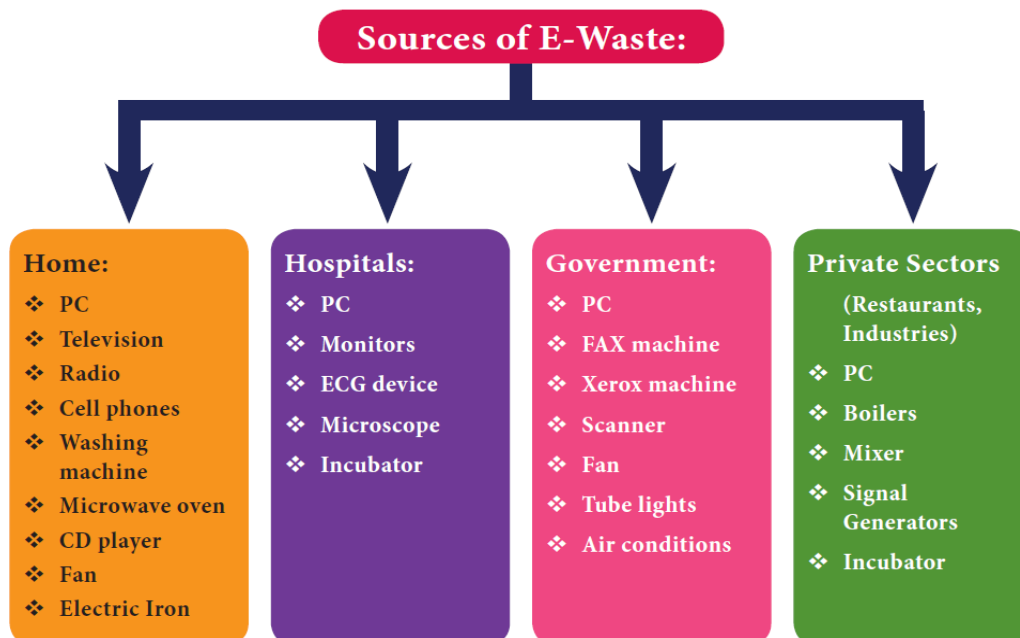 Sources of E-Waste:
Home:
❖ PC
❖ Television
❖ Radio
❖ Cell phones
❖ Washing
machine
❖ Microwave oven
❖ CD player
❖ Fan
❖ Electric Iron
Hospitals:
❖ PC
❖ Monitors
❖ ECG device
❖ Microscope
❖ Incubator
Government:
❖ PC
❖ FAX machine
❖ Xerox machine
❖ Scanner
❖ Fan
❖ Tube lights
❖ Air conditions
Private Sectors
(Restaurants,
Industries)
❖ PC
❖ Boilers
❖ Mixer
❖ Signal
Generators
❖ Incubator